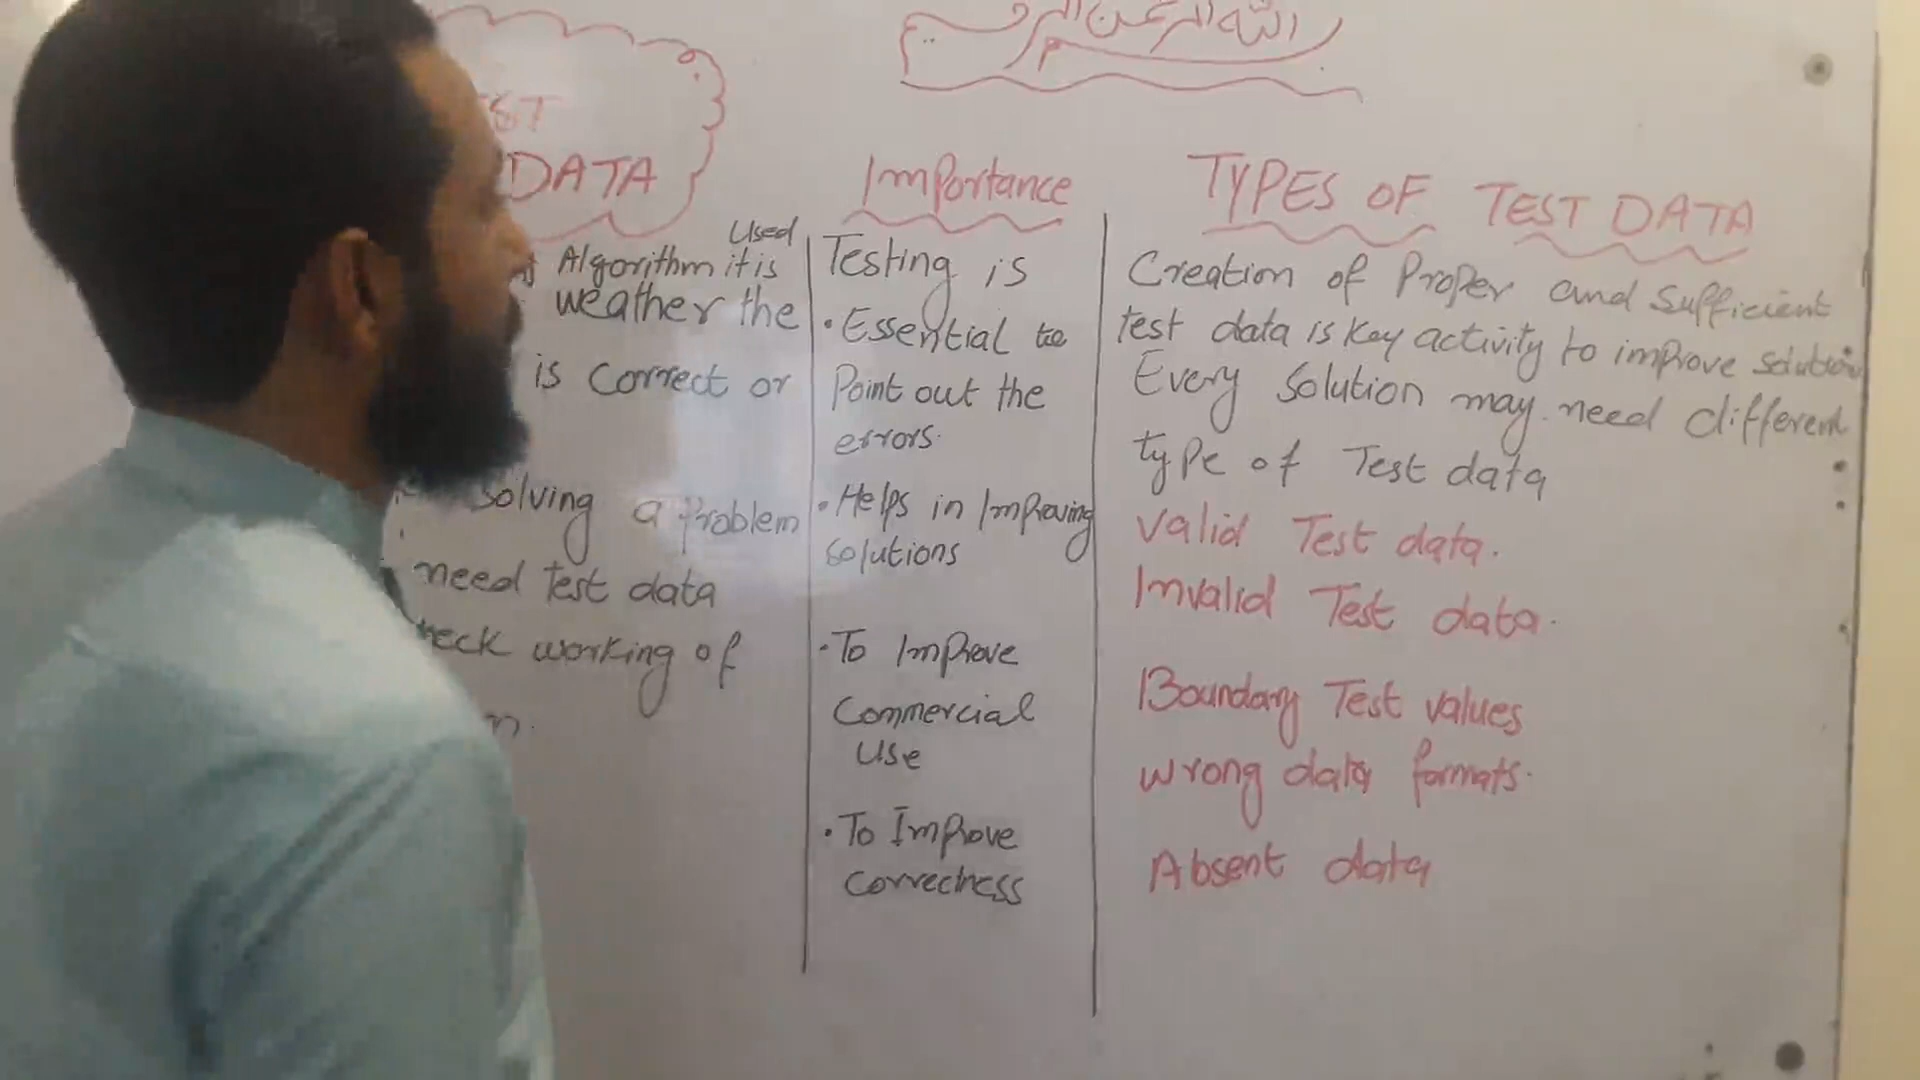 الله الرحمن الرحيم
DATA
Used
Algorithm it is
weather the
is correct or
solving a problem
need test data
working of
Importance
Testing is
• Essential to
Point out the
errors.
• Helps in Improving
solutions
• To Improve
Commercial
Use
• To Improve
Correctness
TYPES OF TEST DATA
Creation of Proper and Sufficient
test data is key activity to improve solution
Every Solution may need different
type of Test data
Valid Test data.
Invalid Test data.
Boundary Test values
wrong data formats.
Absent data